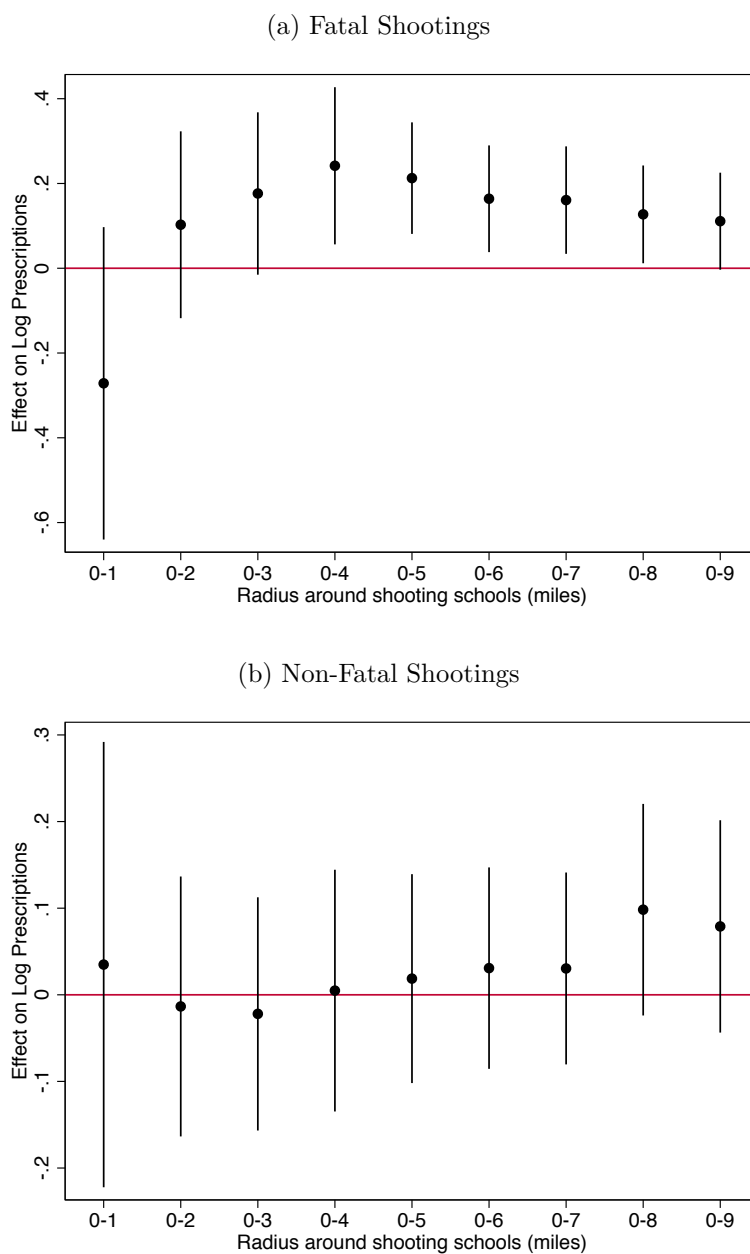 (a) Fatal Shootings
Effect on Log Prescriptions
.4
.2
0
-.2
-.4
-.6
0-1 0-2 0-3 0-4 0-5 0-6 0-7 0-8 0-9
Radius around shooting schools (miles)
(b) Non-Fatal Shootings
Effect on Log Prescriptions
.3
.2
.1
0
-.1
-.2
0-1 0-2 0-3 0-4 0-5 0-6 0-7 0-8 0-9
Radius around shooting schools (miles)